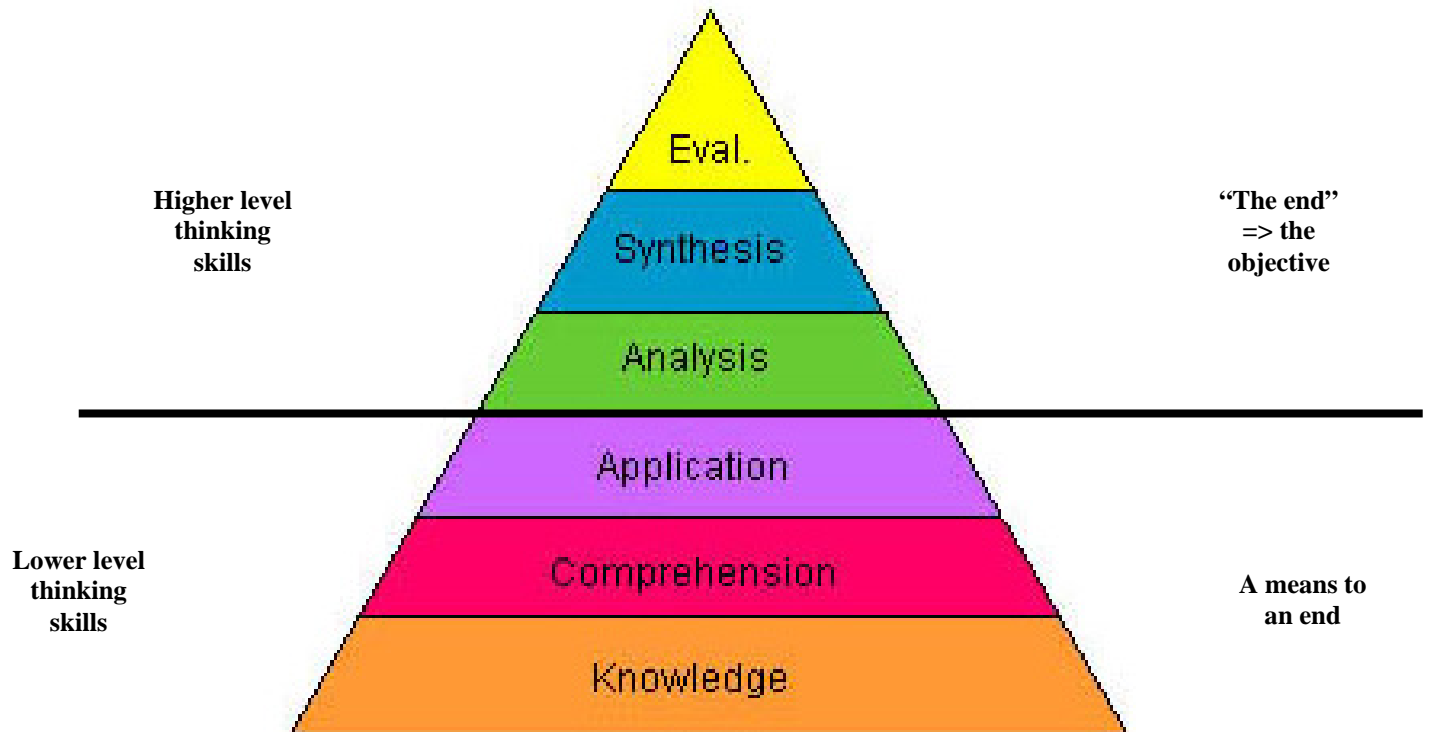 Eval.
Higher level
thinking
skills
“The end”
=> the
objective
Synthesis
Analysis
Application
Lower level
thinking
skills
Comprehension
A means to
an end
Knowledge